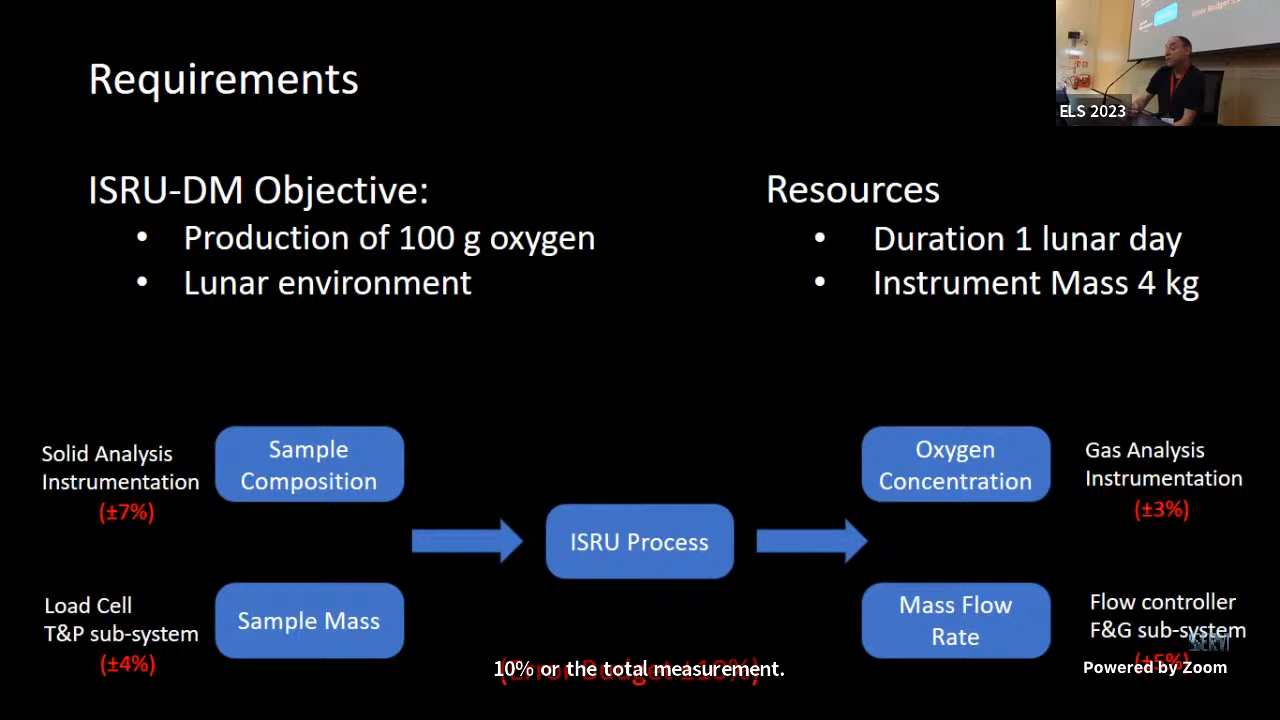 Requirements
ELS 2023
ISRU-DM Objective:
• Production of 100 g oxygen
• Lunar environment
Resources
• Duration 1 lunar day
• Instrument Mass 4 kg
Solid Analysis
Instrumentation
(±7%)
Sample
Composition
Load Cell
T&P sub-system
(±4%)
Sample Mass
ISRU Process
Oxygen
Concentration
Gas Analysis
Instrumentation
(±3%)
Mass Flow
Rate
Flow controller
F&G sub-system
(±5%)
(Error Budget ±10%)
10% or the total measurement.
Powered by Zoom